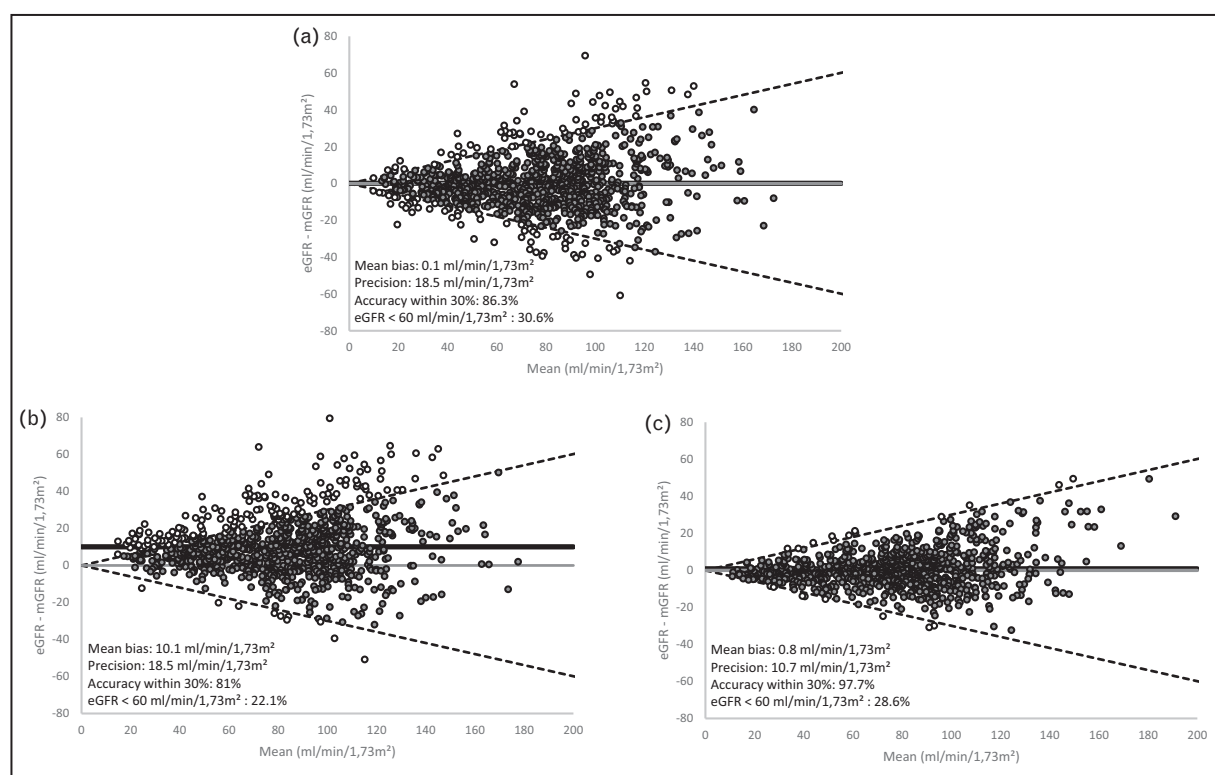 (a)
80
60
40
20
0
-20
-40
-60
-80
eGFR - mGFR (ml/min/1,73m²)
Mean bias: 0.1 ml/min/1,73m²
Precision: 18.5 ml/min/1,73m²
Accuracy within 30%: 86.3%
eGFR < 60 ml/min/1,73m² : 30.6%
0 20 40 60 80 100 120 140 160 180 200
Mean (ml/min/1,73m²)
(b)
80
60
40
20
0
-20
-40
-60
-80
eGFR - mGFR (ml/min/1,73m²)
Mean bias: 10.1 ml/min/1,73m²
Precision: 18.5 ml/min/1,73m²
Accuracy within 30%: 81%
eGFR < 60 ml/min/1,73m² : 22.1%
0 20 40 60 80 100 120 140 160 180 200
Mean (ml/min/1,73m²)
(c)
80
60
40
20
0
-20
-40
-60
-80
eGFR - mGFR (ml/min/1,73m²)
Mean bias: 0.8 ml/min/1,73m²
Precision: 10.7 ml/min/1,73m²
Accuracy within 30%: 97.7%
eGFR < 60 ml/min/1,73m² : 28.6%
0 20 40 60 80 100 120 140 160 180 200
Mean (ml/min/1,73m²)